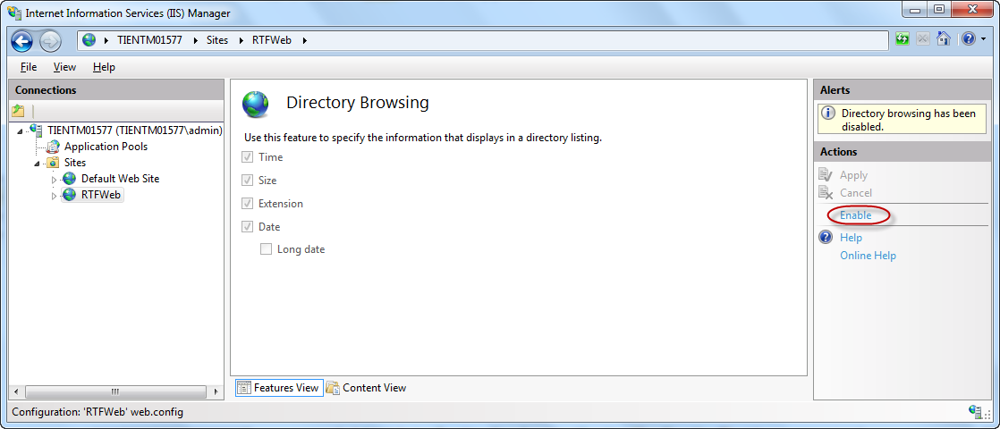 Internet Information Services (IIS) Manager
TIENTM01577 Sites RTFWeb
File View Help
Connections
TIENTM01577 (TIENTM01577\admin)
Application Pools
Sites
Default Web Site
RTFWeb
Directory Browsing
Use this feature to specify the information that displays in a directory listing.
Time
Size
Extension
Date
Long date
Features View Content View
Alerts
Directory browsing has been
disabled.
Actions
Apply
Cancel
Enable
Help
Online Help
Configuration: 'RTFWeb' web.config